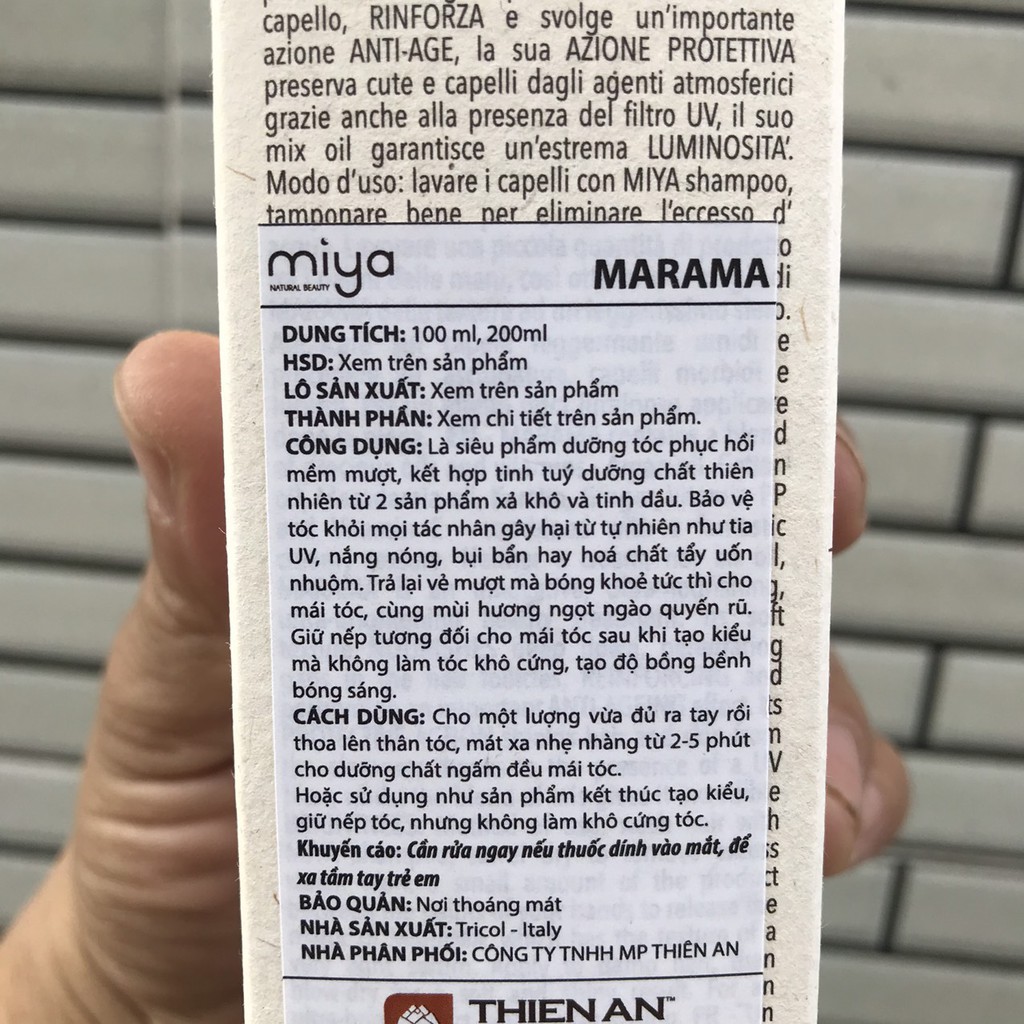 capello, RINFORZA e svolge un'importante
azione ANTI-AGE, la sua AZIONE PROTETTIVA
preserva cute e capelli dagli agenti atmosferici
grazie anche alla presenza del filtro UV, il suo
mix oil garantisce un'estrema LUMINOSITA'.
Modo d'uso: lavare i capelli con MIYA shampoo,
tamponare bene per eliminare l'eccesso d'
miya
NATURAL BEAUTY
MARAMA
DUNG TÍCH: 100 ml, 200ml
HSD: Xem trên sản phẩm
LÔ SẢN XUẤT: Xem trên sản phẩm
THÀNH PHẦN: Xem chi tiết trên sản phẩm.
CÔNG DỤNG: Là siêu phẩm dưỡng tóc phục hồi
mềm mượt, kết hợp tinh tuý dưỡng chất thiên
nhiên từ 2 sản phẩm xả khô và tinh dầu. Bảo vệ
tóc khỏi mọi tác nhân gây hại từ tự nhiên như tia
UV, nắng nóng, bụi bẩn hay hoá chất tẩy uốn
nhuộm. Trả lại vẻ mượt mà bóng khoẻ tức thì cho
mái tóc, cùng mùi hương ngọt ngào quyến rũ.
Giữ nếp tương đối cho mái tóc sau khi tạo kiểu
mà không làm tóc khô cứng, tạo độ bồng bềnh
bóng sáng.
CÁCH DÙNG: Cho một lượng vừa đủ ra tay rồi
thoa lên thân tóc, mát xa nhẹ nhàng từ 2-5 phút
cho dưỡng chất ngấm đều mái tóc.
Hoặc sử dụng như sản phẩm kết thúc tạo kiểu,
giữ nếp tóc, nhưng không làm khô cứng tóc.
Khuyến cáo: Cần rửa ngay nếu thuốc dính vào mắt, để
xa tầm tay trẻ em
BẢO QUẢN: Nơi thoáng mát
NHÀ SẢN XUẤT: Tricol - Italy
NHÀ PHÂN PHỐI: CÔNG TY TNHH MP THIÊN AN
THIEN AN™